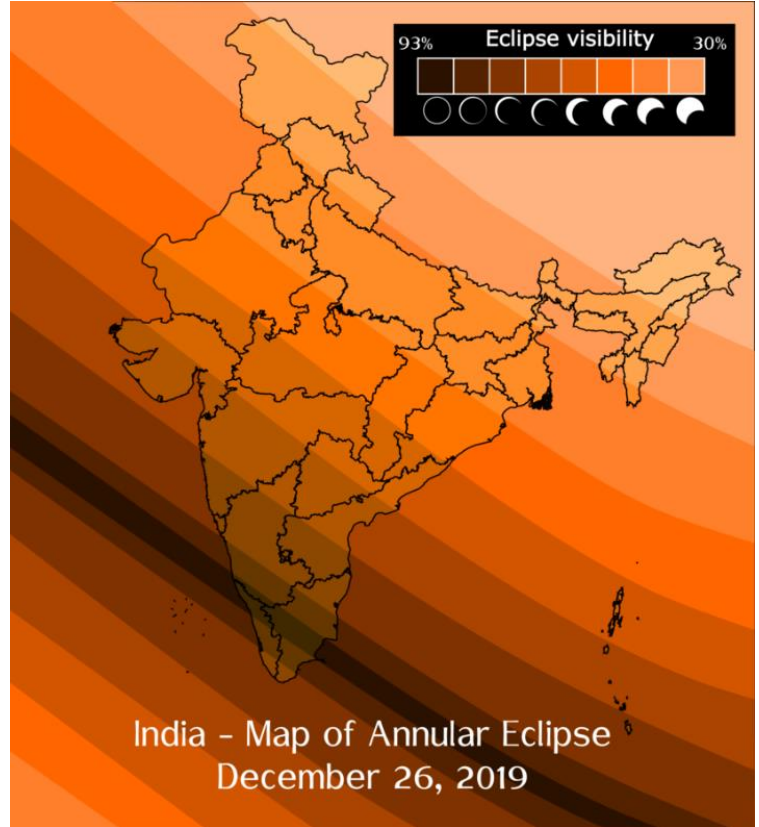 Eclipse visibility
93% 30%
India - Map of Annular Eclipse
December 26, 2019